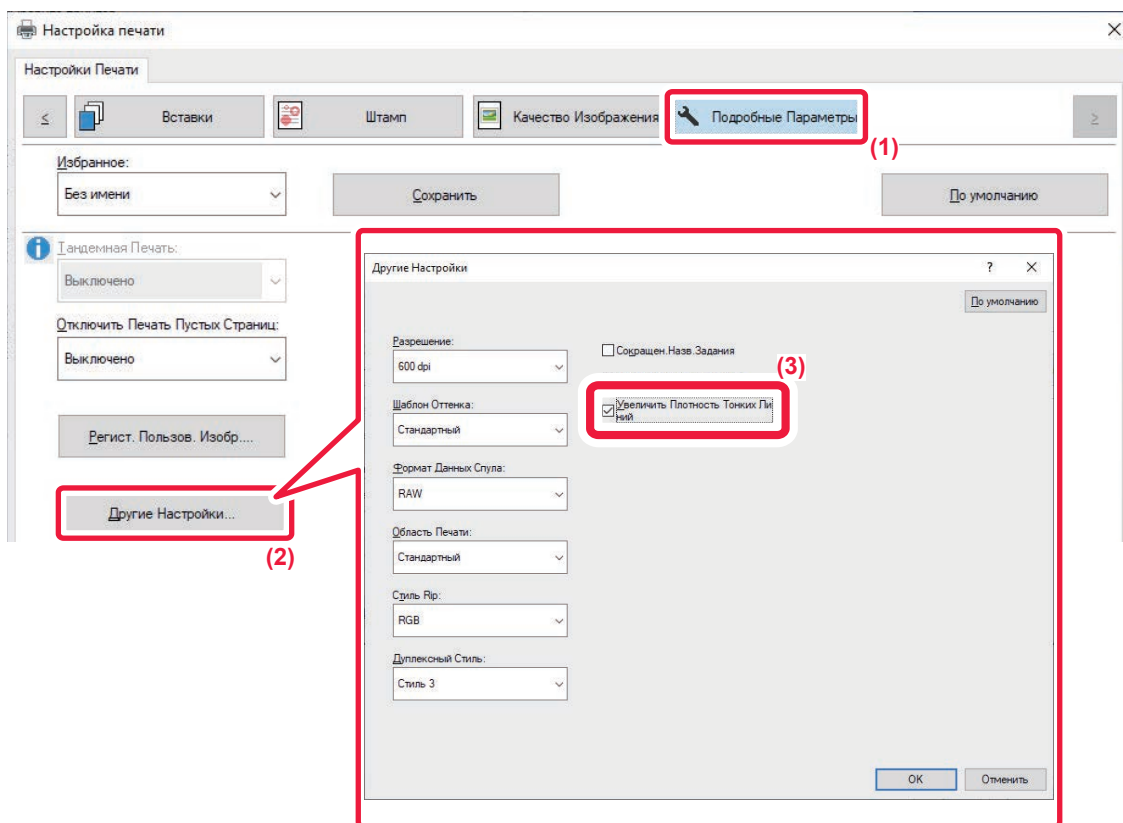 Настройка печати
Настройки Печати
<
Вставки
Штамп
Качество Изображения
Подробные Параметры
>
(1)
Избранное:
Без имени
Сохранить
По умолчанию
Тандемная Печать:
Выключено
Отключить Печать Пустых Страниц:
Выключено
Регист. Пользов. Изобр....
Другие Настройки...
(2)
Другие Настройки
?
По умолчанию
Разрешение:
600 dpi
Сокращен.Назв.Задания
(3)
Шаблон Оттенка:
Стандартный
Увеличить Плотность Тонких Ли
ний
Формат Данных Спула:
RAW
Область Печати:
Стандартный
Стиль Rip:
RGB
Дуплексный Стиль:
Стиль 3
OK
Отменить